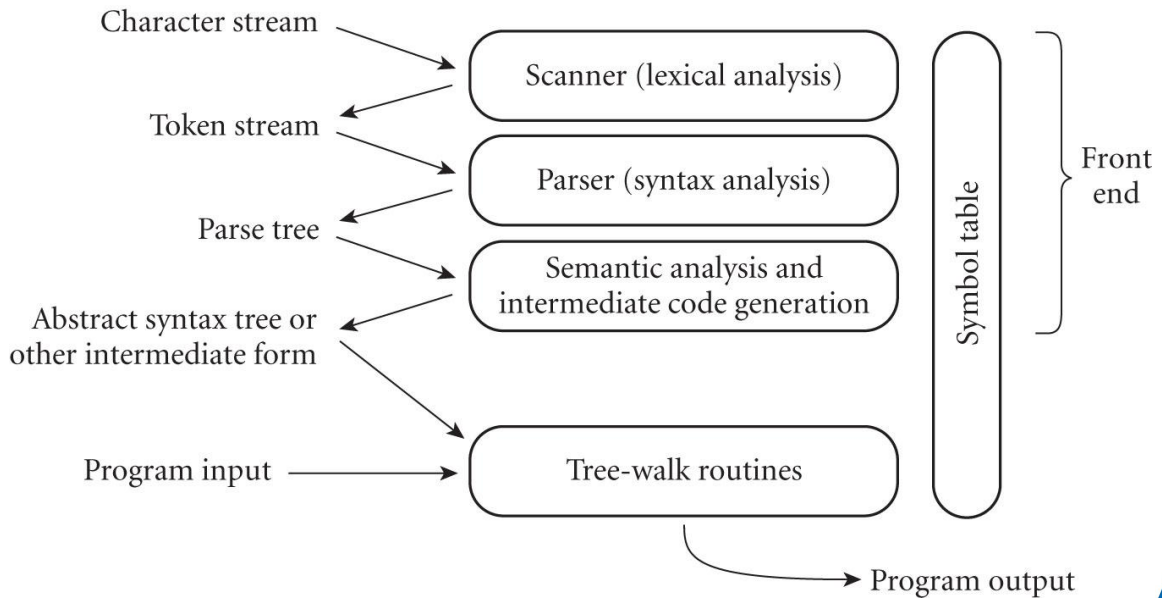 Character stream
Scanner (lexical analysis)
Token stream
Parser (syntax analysis)
Parse tree
Semantic analysis and
intermediate code generation
Abstract syntax tree or
other intermediate form
Program input
Tree-walk routines
Program output
Symbol table
Front
end